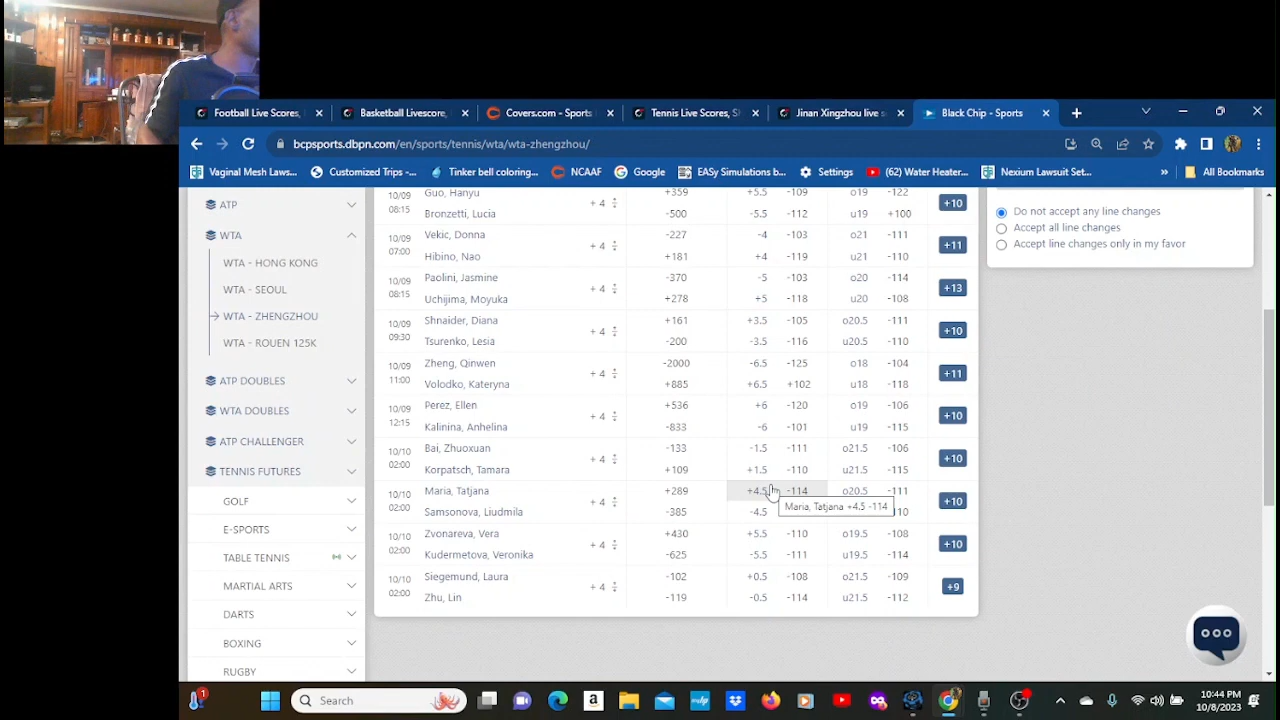 Football Live Scores,
Basketball Livescore,
Covers.com - Sports
Tennis Live Scores, S
Jinan Xingzhou live s
Black Chip - Sports
bcpsports.dbpn.com/en/sports/tennis/wta/wta-zhengzhou/
Vaginal Mesh Laws...
Customized Trips -...
Tinker bell coloring...
NCAAF
Google
EASy Simulations b...
Settings
(62) Water Heater...
Nexium Lawsuit Set...
»
All Bookmarks
ATP
WTA
WTA - HONG KONG
WTA - SEOUL
WTA - ZHENGZHOU
WTA - ROUEN 125K
ATP DOUBLES
WTA DOUBLES
ATP CHALLENGER
TENNIS FUTURES
GOLF
E-SPORTS
TABLE TENNIS
MARTIAL ARTS
DARTS
BOXING
RUGBY
10/09 08:15 Guo, Hanyu + 4 +359 +5.5 -109 o19 -122 +10
Bronzetti, Lucia -500 -5.5 -112 u19 +100
10/09 07:00 Vekic, Donna + 4 -227 -4 -103 o21 -111 +11
Hibino, Nao +181 +4 -119 u21 -110
10/09 08:15 Paolini, Jasmine + 4 -370 -5 -103 o20 -114 +13
Uchijima, Moyuka +278 +5 -118 u20 -108
10/09 09:30 Shnaider, Diana + 4 +161 +3.5 -105 o20.5 -111 +10
Tsurenko, Lesia -200 -3.5 -116 u20.5 -110
10/09 11:00 Zheng, Qinwen + 4 -2000 -6.5 -125 o18 -104 +11
Volodko, Kateryna +885 +6.5 +102 u18 -118
10/09 12:15 Perez, Ellen + 4 +536 +6 -120 o19 -106 +10
Kalinina, Anhelina -833 -6 -101 u19 -115
10/10 02:00 Bai, Zhuoxuan + 4 -133 -1.5 -111 o21.5 -106 +10
Korpatsch, Tamara +109 +1.5 -110 u21.5 -115
10/10 02:00 Maria, Tatjana + 4 +289 +4.5 -114 o20.5 -111 +10
Samsonova, Liudmila -385 -4.5 10
Maria, Tatjana +4.5 -114
10/10 02:00 Zvonareva, Vera + 4 +430 +5.5 -110 o19.5 -108 +10
Kudermetova, Veronika -625 -5.5 -111 u19.5 -114
10/10 02:00 Siegemund, Laura + 4 -102 +0.5 -108 o21.5 -109 +9
Zhu, Lin -119 -0.5 -114 u21.5 -112
Do not accept any line changes
Accept all line changes
Accept line changes only in my favor
1
Search
10:44 PM
10/8/2023